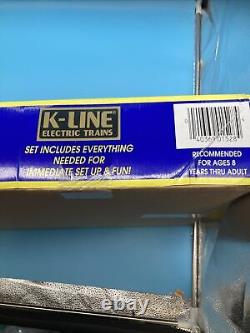 K-LINE
ELECTRIC TRAINS
SET INCLUDES EVERYTHING
NEEDED FOR
IMMEDIATE SET UP & FUN!
RECOMMENDED
FOR AGES 8
YEARS THRU ADULT